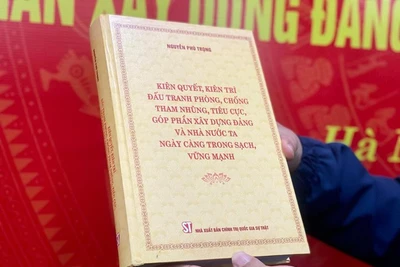 XÂY DỰNG ĐẢNG
NGUYỄN PHÚ TRỌNG
KIÊN QUYẾT, KIÊN TRÌ
ĐẤU TRANH PHÒNG, CHỐNG
THAM NHŨNG, TIÊU CỰC,
GÓP PHẦN XÂY DỰNG ĐẢNG
VÀ NHÀ NƯỚC TA
NGÀY CÀNG TRONG SẠCH,
VỮNG MẠNH
Hà
ST
NHÀ XUẤT BẢN CHÍNH TRỊ QUỐC GIA SỰ THẬT